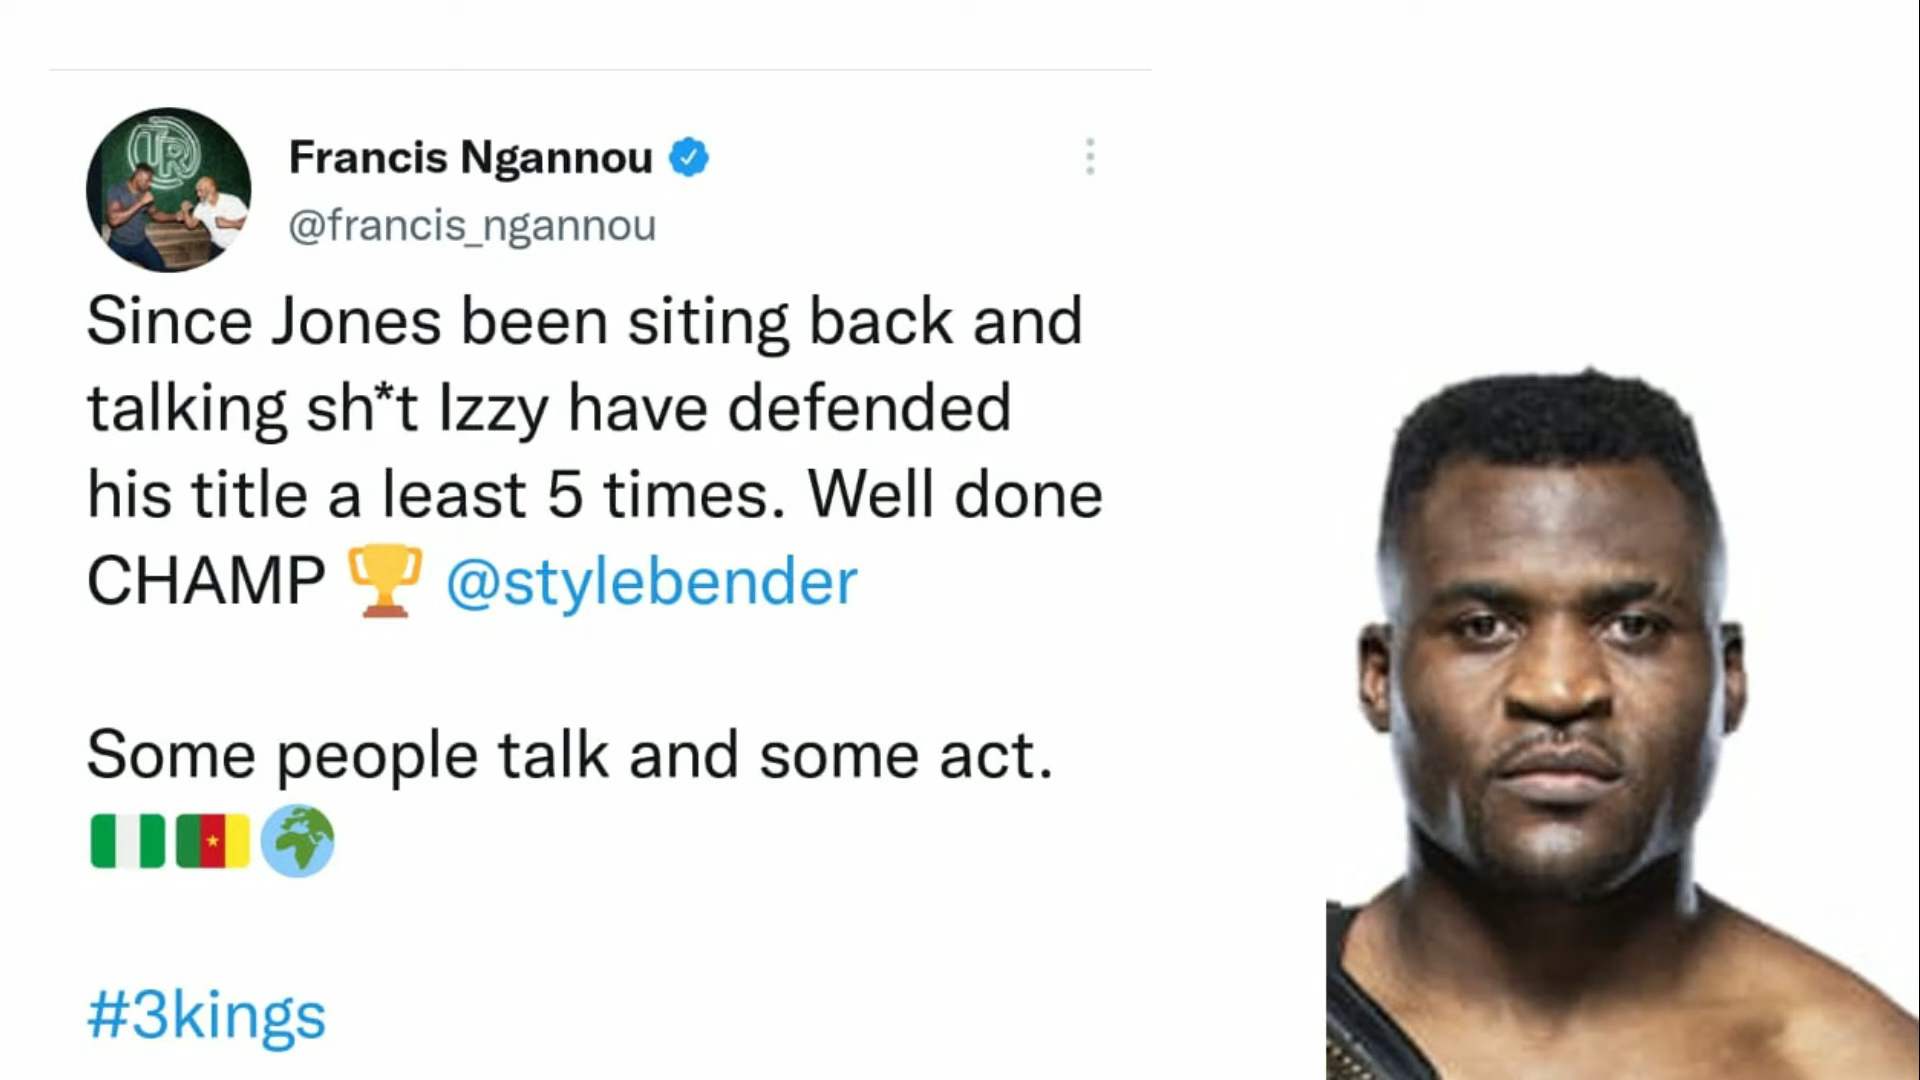 Francis Ngannou
@francis_ngannou
Since Jones been siting back and
talking sh*t Izzy have defended
his title a least 5 times. Well done
CHAMP 🏆 @stylebender
Some people talk and some act.
🇳🇬🇨🇲🌍
#3kings